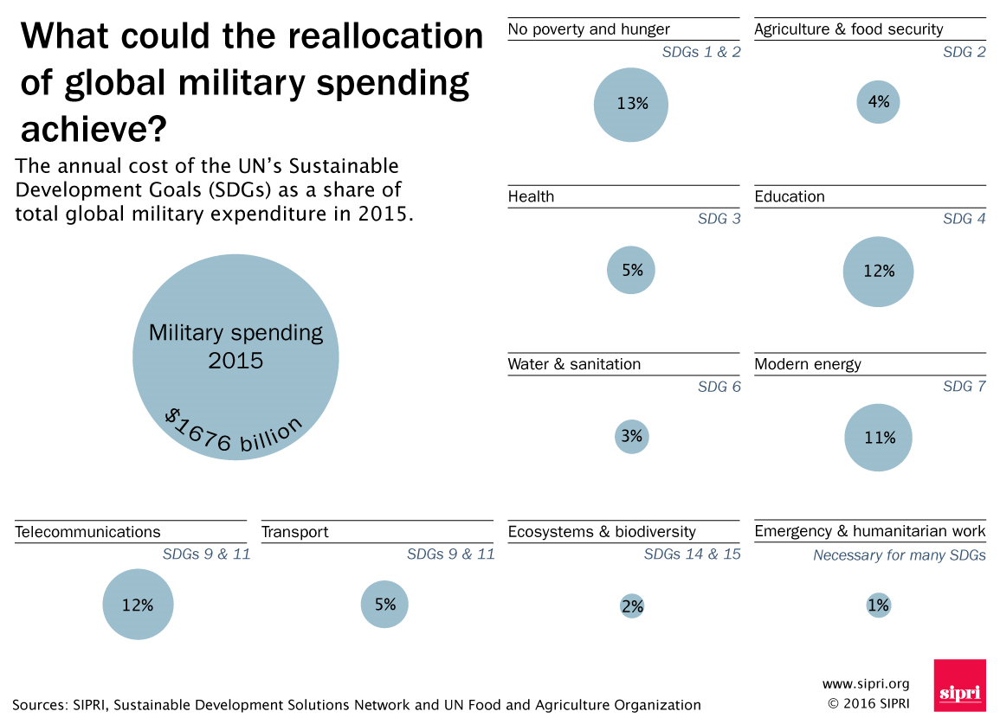 What could the reallocation
of global military spending
achieve?
The annual cost of the UN’s Sustainable
Development Goals (SDGs) as a share of
total global military expenditure in 2015.
Military spending
2015
$1676 billion
No poverty and hunger
SDGs 1 & 2
13%
Agriculture & food security
SDG 2
4%
Health
SDG 3
5%
Education
SDG 4
12%
Water & sanitation
SDG 6
3%
Modern energy
SDG 7
11%
Telecommunications
SDGs 9 & 11
12%
Transport
SDGs 9 & 11
5%
Ecosystems & biodiversity
SDGs 14 & 15
2%
Emergency & humanitarian work
Necessary for many SDGs
1%
Sources: SIPRI, Sustainable Development Solutions Network and UN Food and Agriculture Organization
www.sipri.org
© 2016 SIPRI
sipri